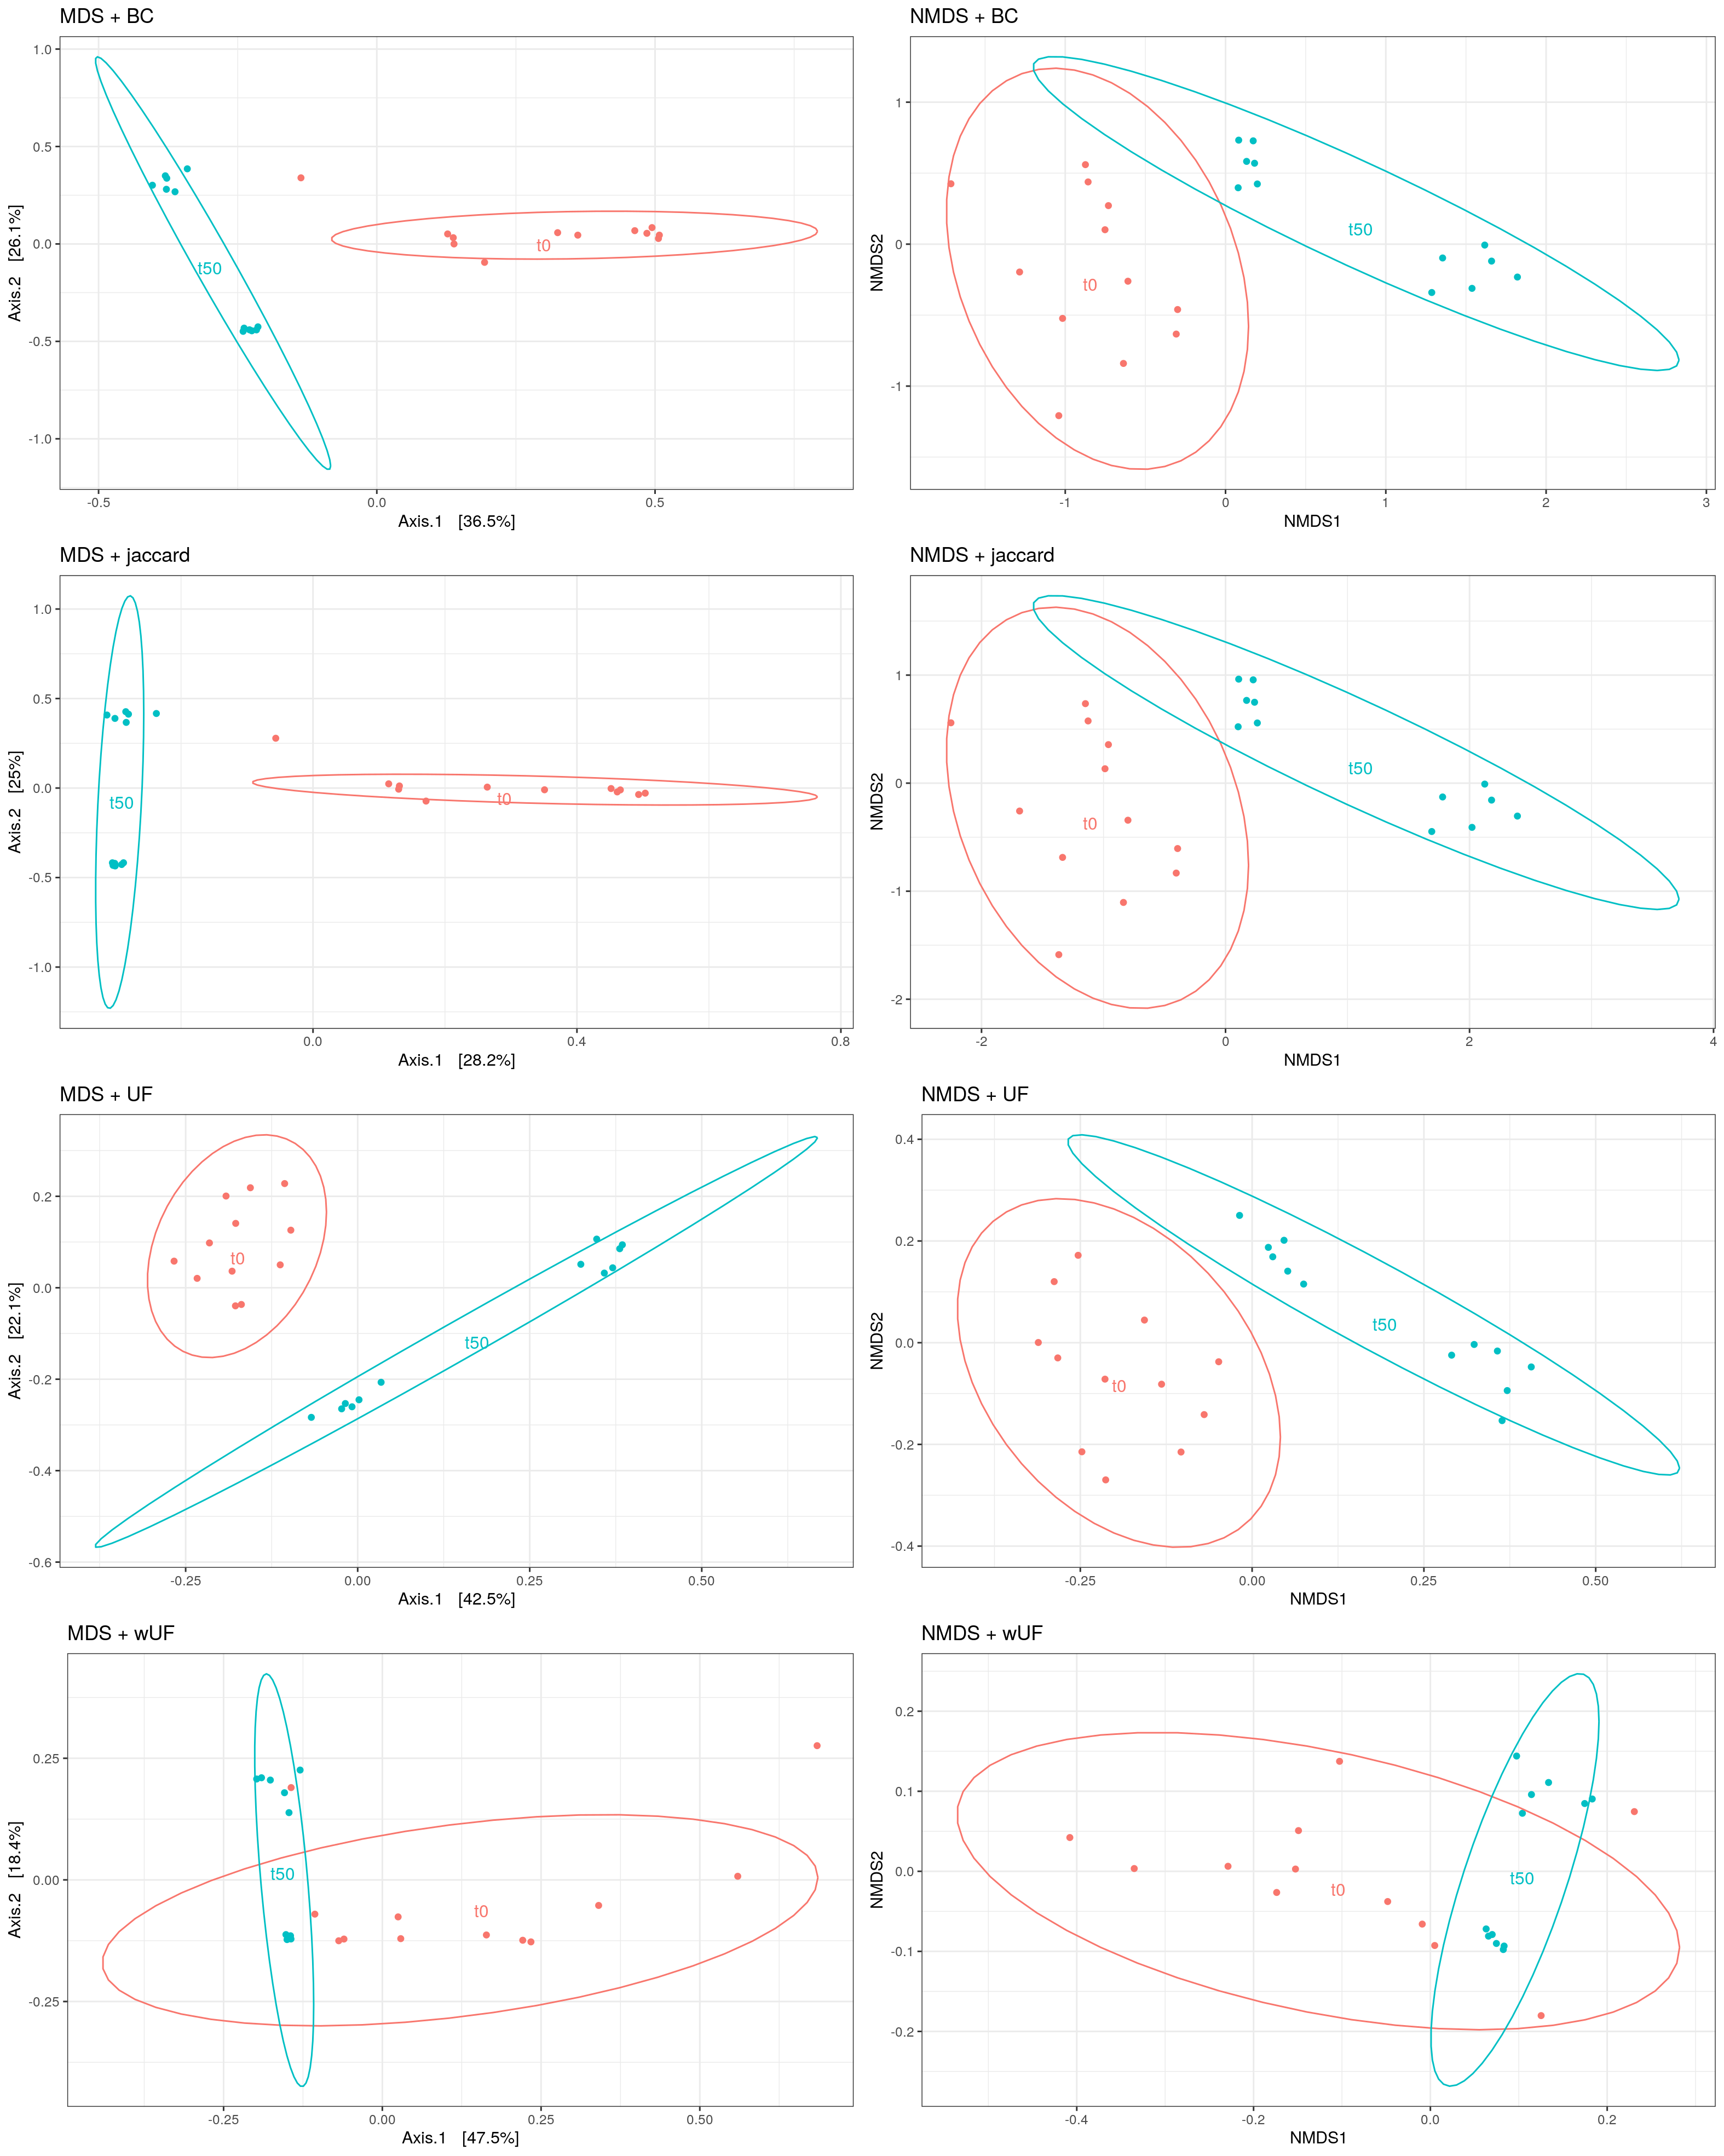 MDS + BC
1.0
0.5
0.0
-0.5
-1.0
Axis.2 [26.1%]
t50
t0
-0.5 0.0 0.5
Axis.1 [36.5%]
NMDS + BC
1
0
-1
NMDS2
t50
t0
-1 0 1 2 3
NMDS1
MDS + jaccard
1.0
0.5
0.0
-0.5
-1.0
Axis.2 [25%]
t50
t0
0.0 0.4 0.8
Axis.1 [28.2%]
NMDS + jaccard
1
0
-1
-2
NMDS2
t50
t0
-2 0 2 4
NMDS1
MDS + UF
0.2
0.0
-0.2
-0.4
-0.6
Axis.2 [22.1%]
t0
t50
-0.25 0.00 0.25 0.50
Axis.1 [42.5%]
NMDS + UF
0.4
0.2
0.0
-0.2
-0.4
NMDS2
t50
t0
-0.25 0.00 0.25 0.50
NMDS1
MDS + wUF
0.25
0.00
-0.25
Axis.2 [18.4%]
t50
t0
-0.25 0.00 0.25 0.50
Axis.1 [47.5%]
NMDS + wUF
0.2
0.1
0.0
-0.1
-0.2
NMDS2
t50
t0
-0.4 -0.2 0.0 0.2
NMDS1